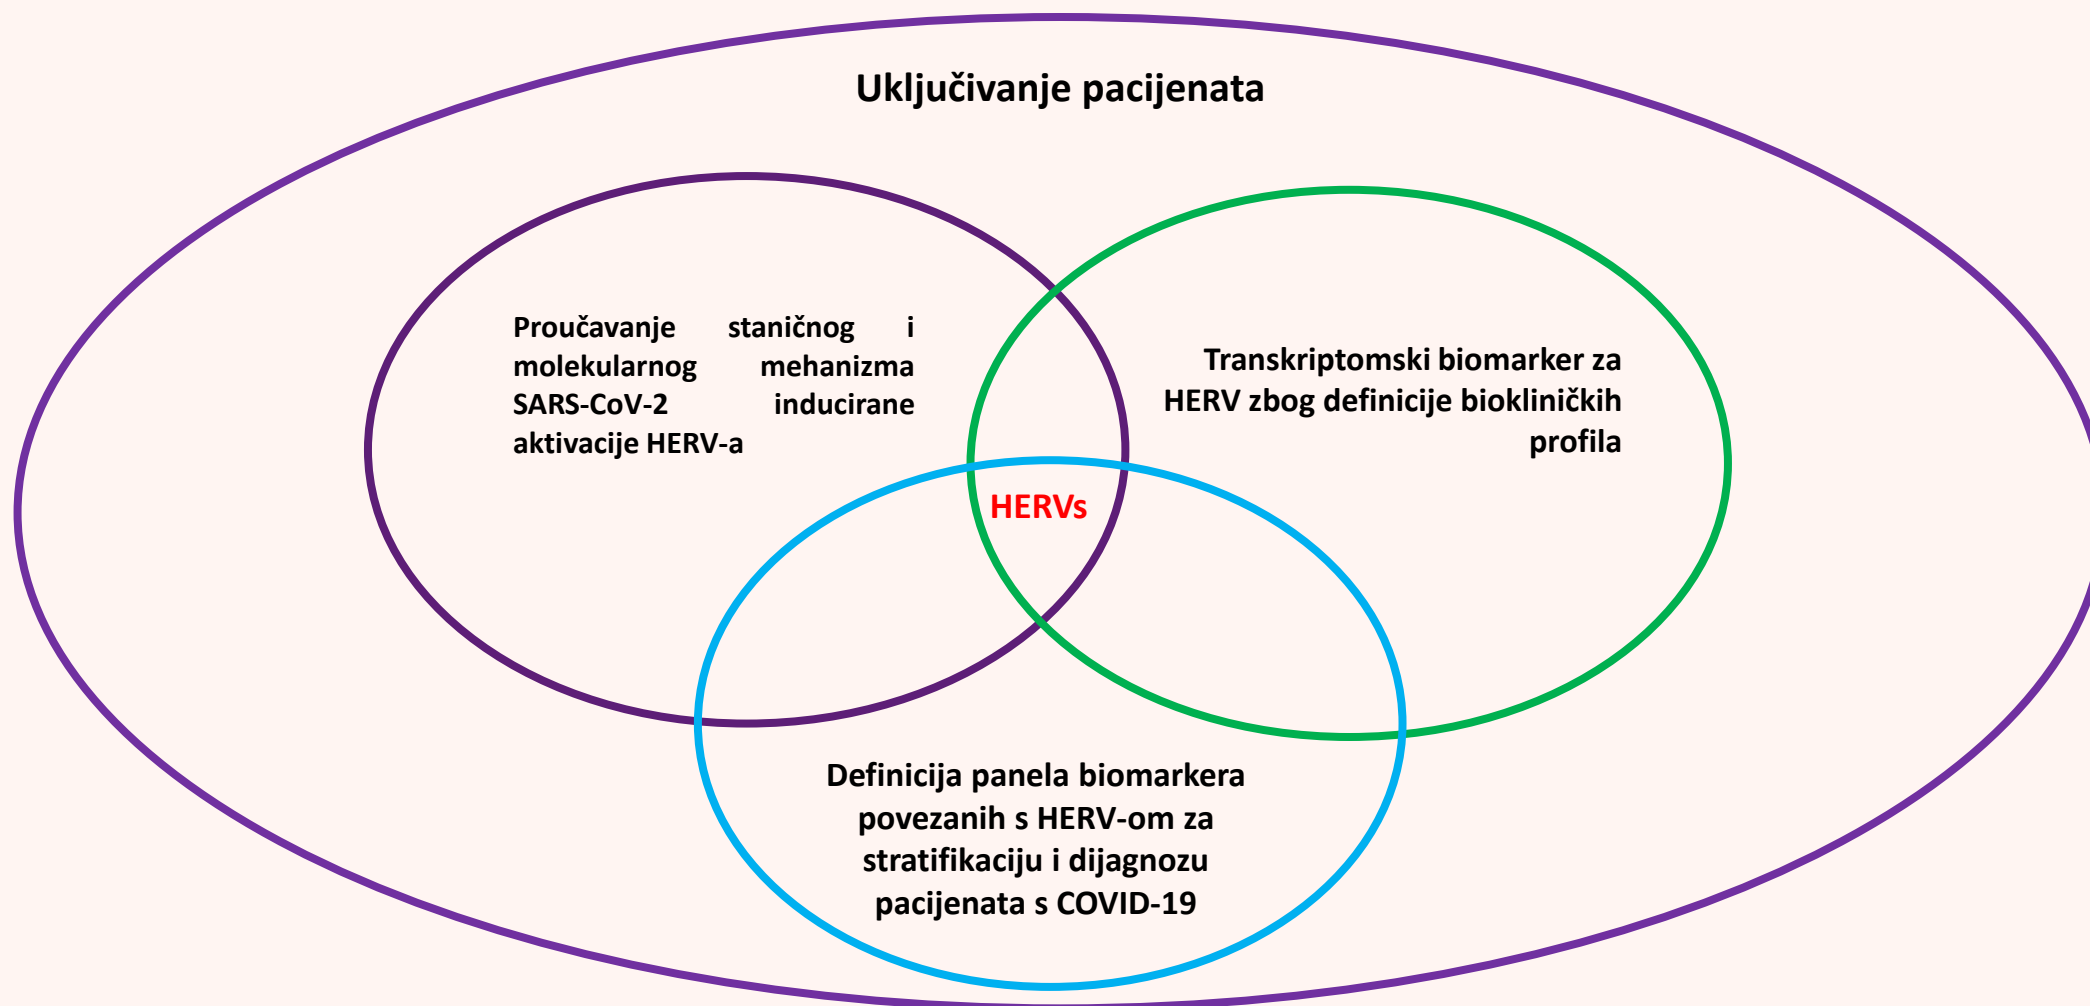 Uključivanje pacijenata
Proučavanje staničnog i
molekularnog mehanizma
SARS-CoV-2 inducirane
aktivacije HERV-a
Transkriptomski biomarker za
HERV zbog definicije biokliničkih
profila
HERVs
Definicija panela biomarkera
povezanih s HERV-om za
stratifikaciju i dijagnozu
pacijenata s COVID-19